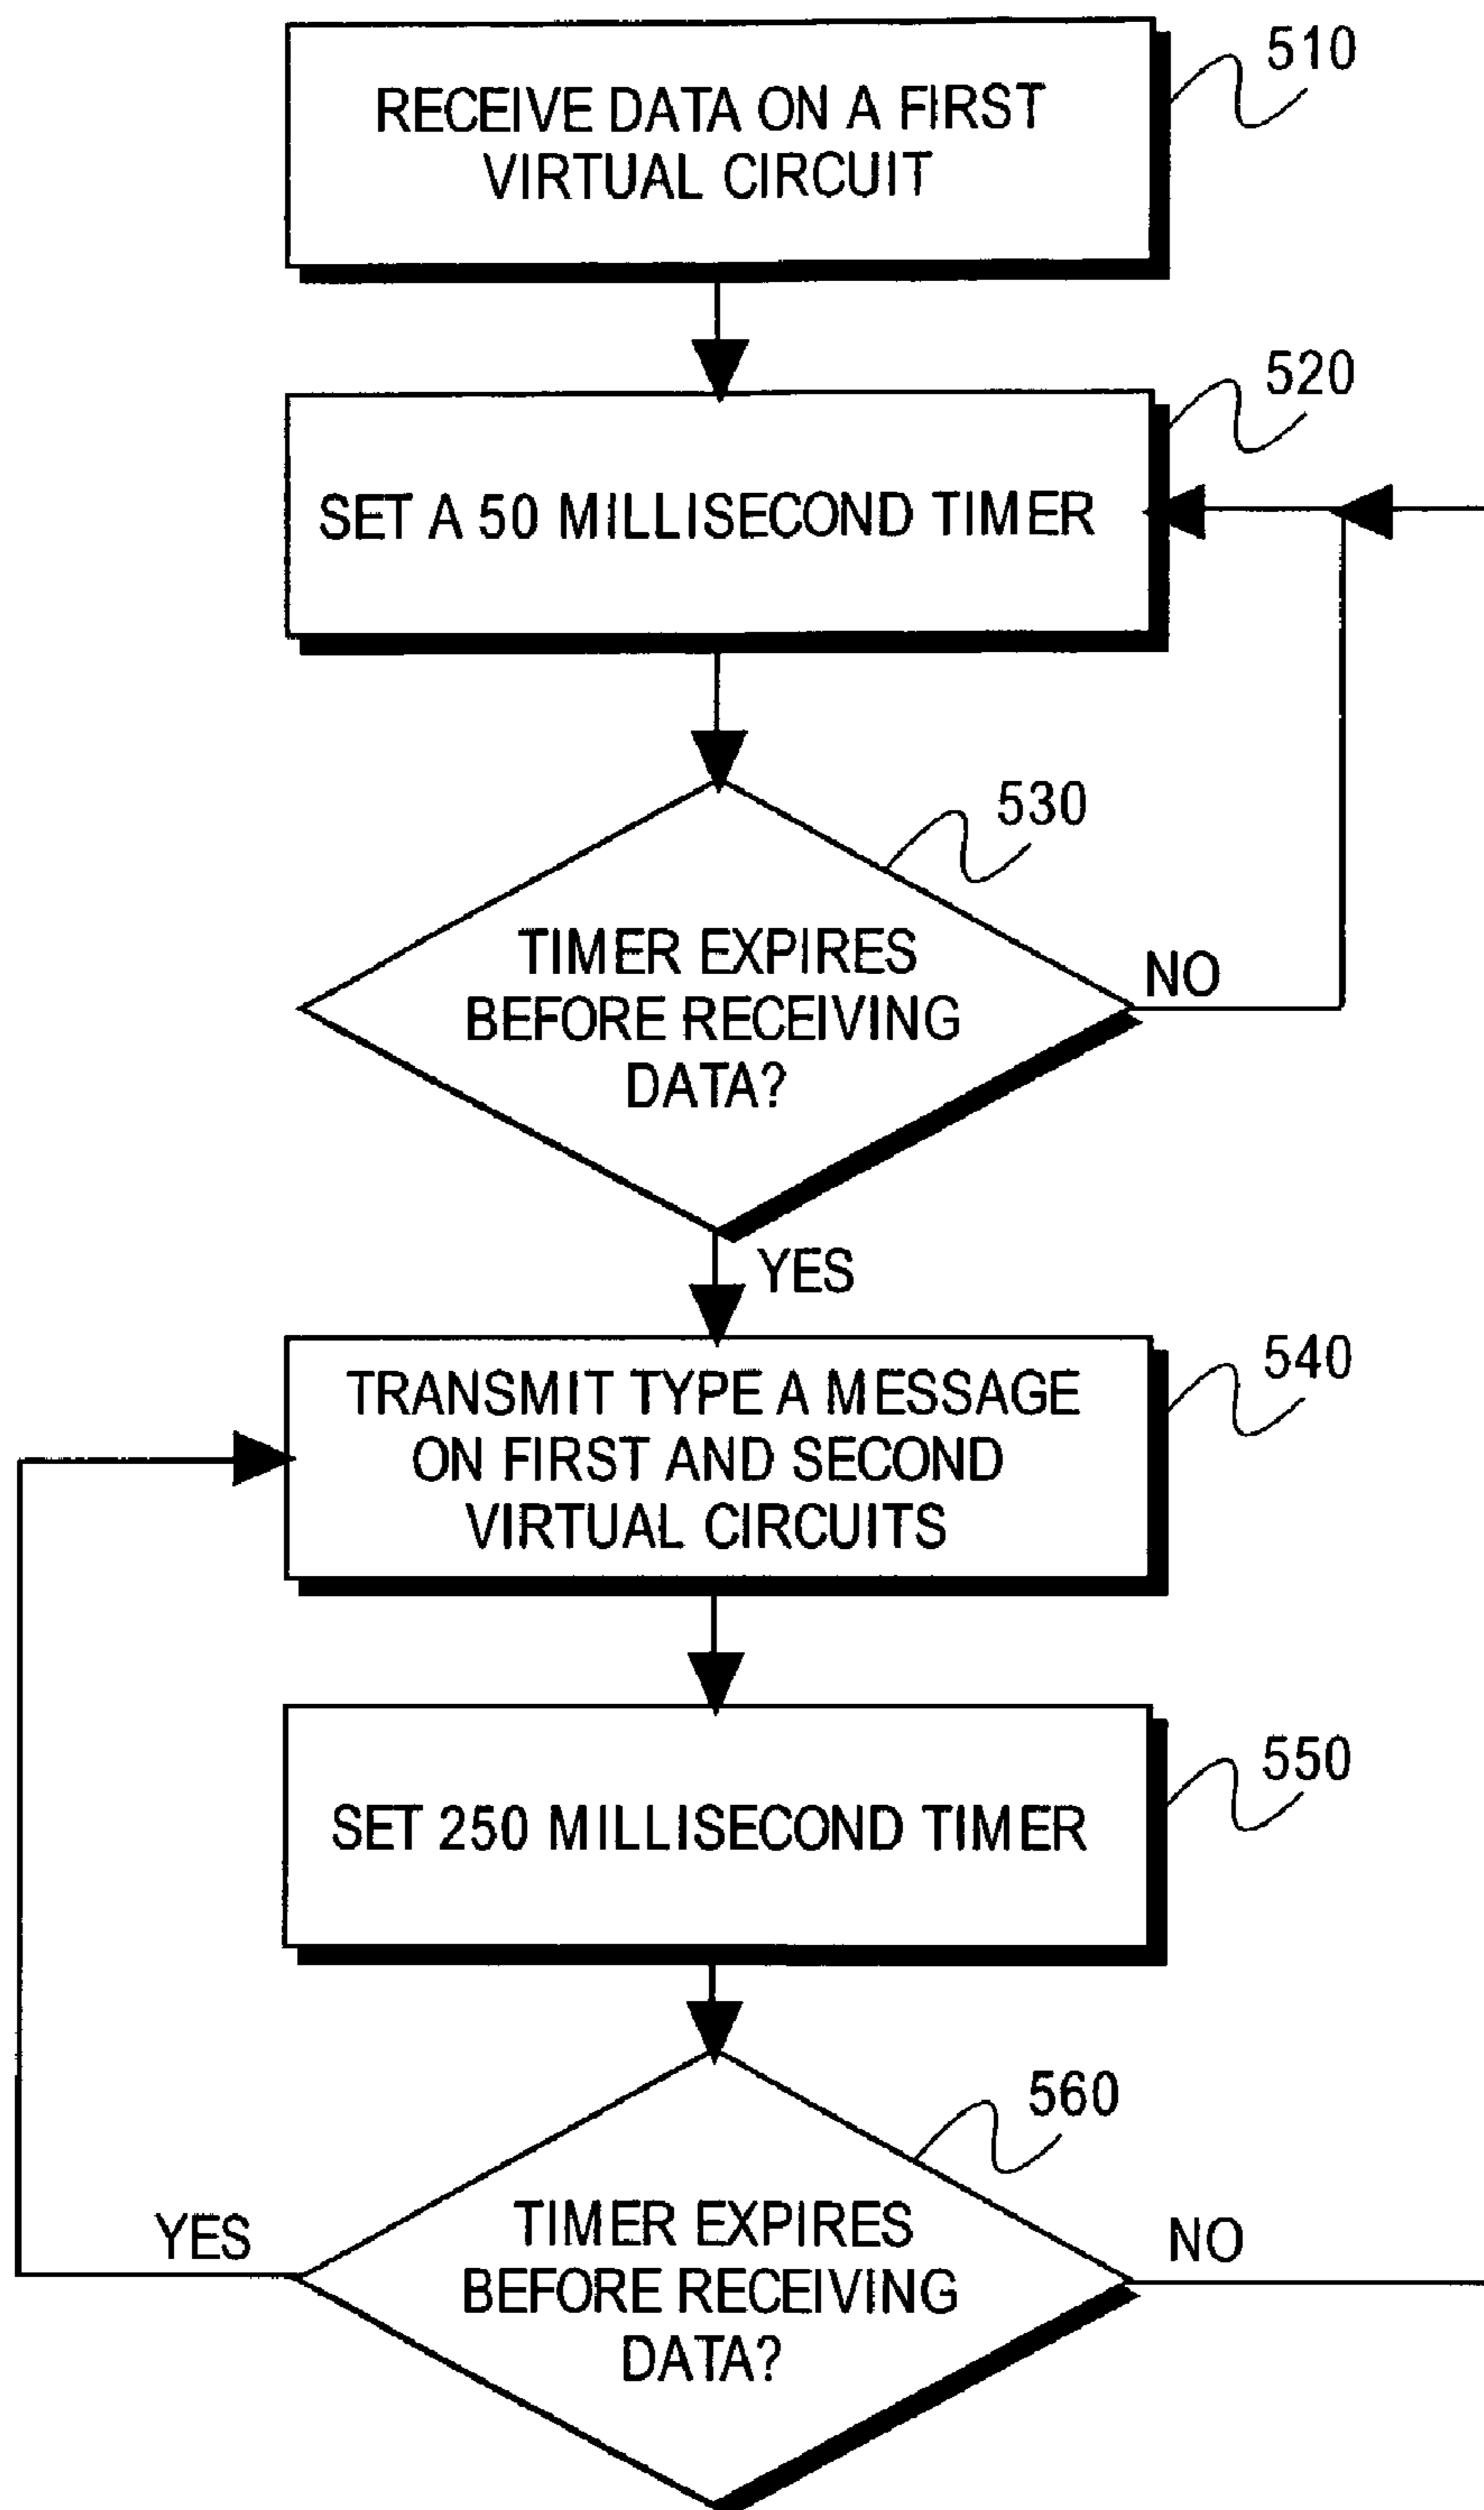 510
RECEIVE DATA ON A FIRST
VIRTUAL CIRCUIT
520
SET A 50 MILLISECOND TIMER
530
TIMER EXPIRES
BEFORE RECEIVING
DATA?
NO
YES
540
TRANSMIT TYPE A MESSAGE
ON FIRST AND SECOND
VIRTUAL CIRCUITS
550
SET 250 MILLISECOND TIMER
560
TIMER EXPIRES
BEFORE RECEIVING
DATA?
YES
NO